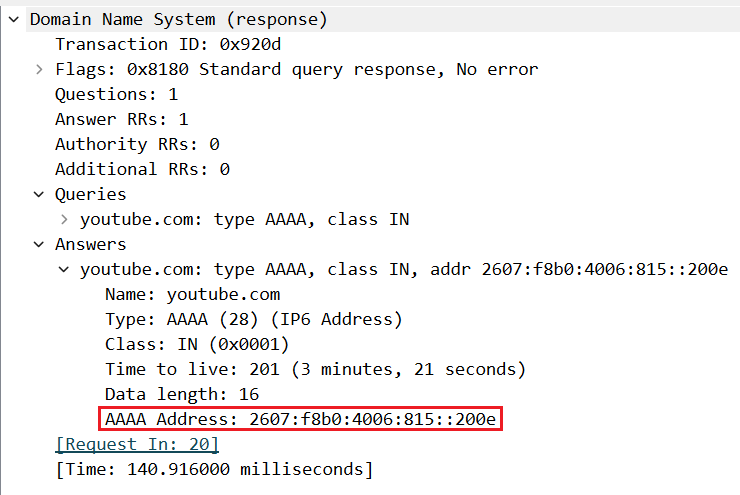 Domain Name System (response)
Transaction ID: 0x920d
Flags: 0x8180 Standard query response, No error
Questions: 1
Answer RRs: 1
Authority RRs: 0
Additional RRs: 0
Queries
youtube.com: type AAAA, class IN
Answers
youtube.com: type AAAA, class IN, addr 2607:f8b0:4006:815::200e
Name: youtube.com
Type: AAAA (28) (IP6 Address)
Class: IN (0x0001)
Time to live: 201 (3 minutes, 21 seconds)
Data length: 16
AAAA Address: 2607:f8b0:4006:815::200e
[Request In: 20]
[Time: 140.916000 milliseconds]